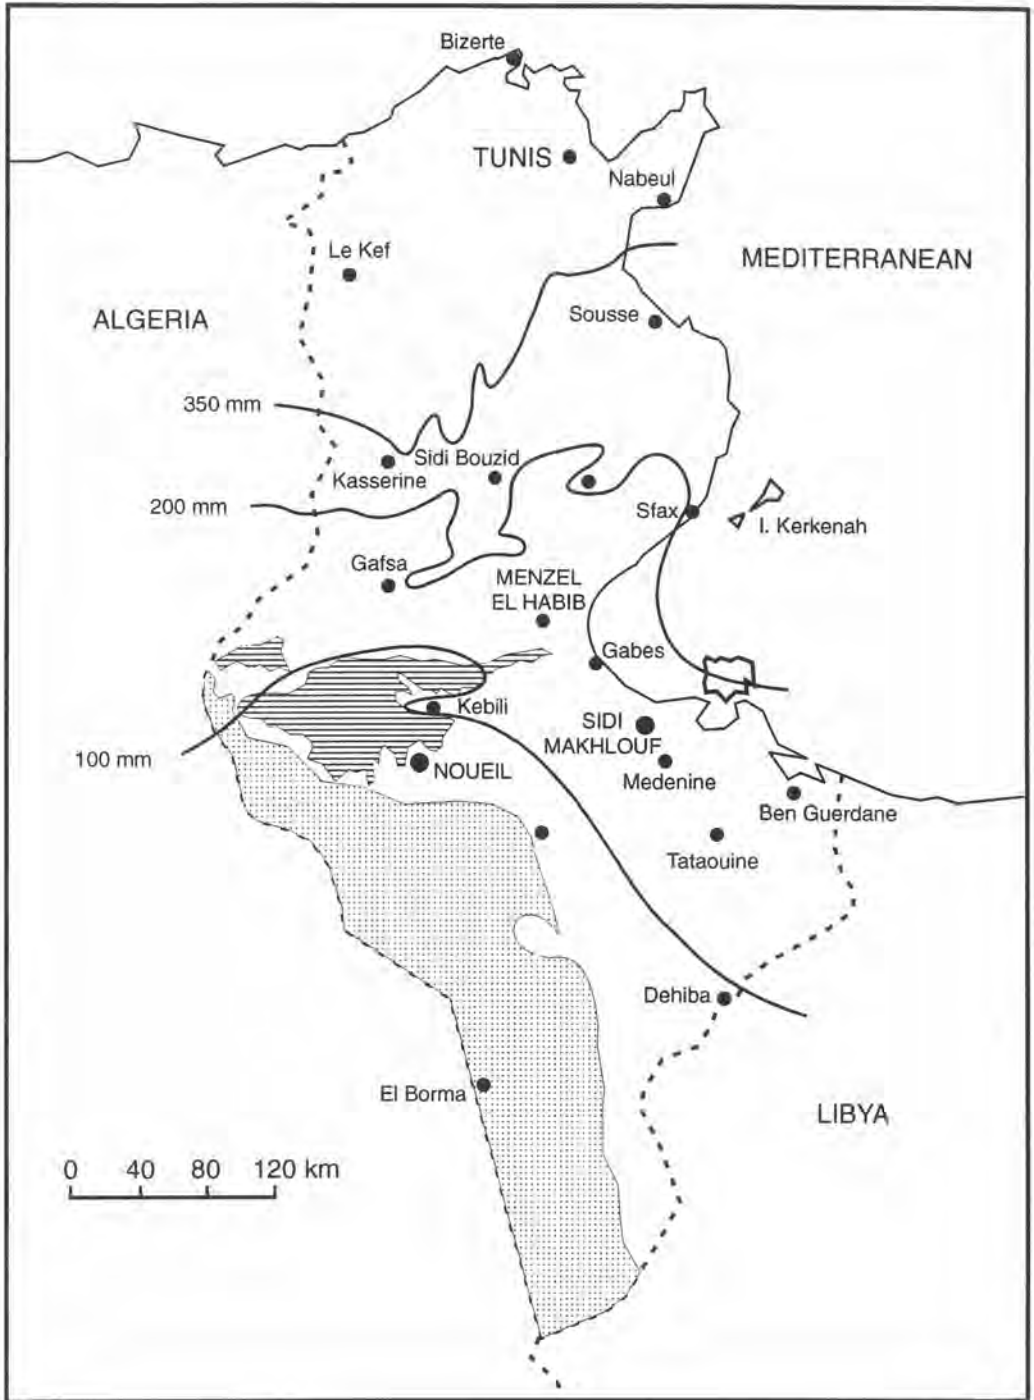 Bizerte
TUNIS
Nabeul
Le Kef
MEDITERRANEAN
ALGERIA
Sousse
350 mm
Sidi Bouzid
Kasserine
200 mm
Sfax
I. Kerkenah
Gafsa
MENZEL
EL HABIB
Gabes
Kebili
SIDI
MAKHLOUF
100 mm
NOUEIL
Medenine
Ben Guerdane
Tataouine
Dehiba
El Borma
LIBYA
0 40 80 120 km